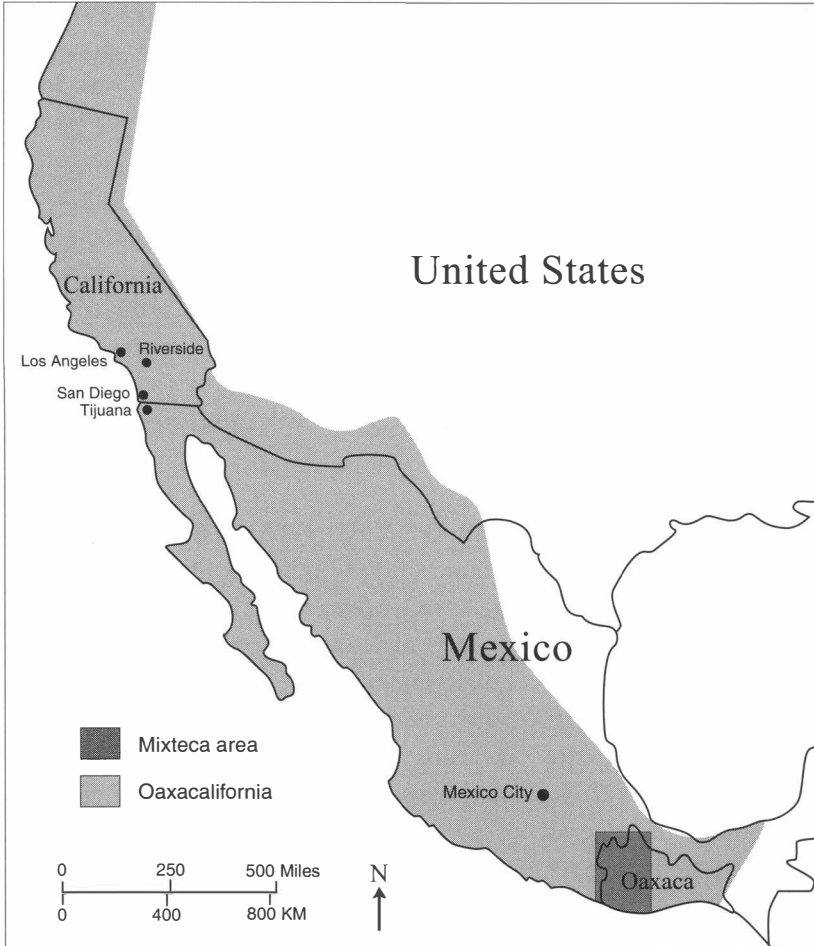 United States
California
Riverside
Los Angeles
San Diego
Tijuana
Mexico
Mixteca area
Oaxacalifornia
Mexico City
Oaxaca
0 250 500 Miles
0 400 800 KM
N